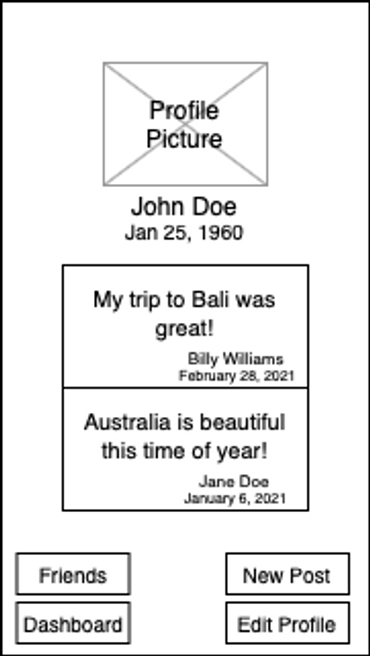 Profile
Picture
John Doe
Jan 25, 1960
My trip to Bali was
great!
Billy Williams
February 28, 2021
Australia is beautiful
this time of year!
Jane Doe
January 6, 2021
Friends
New Post
Dashboard
Edit Profile